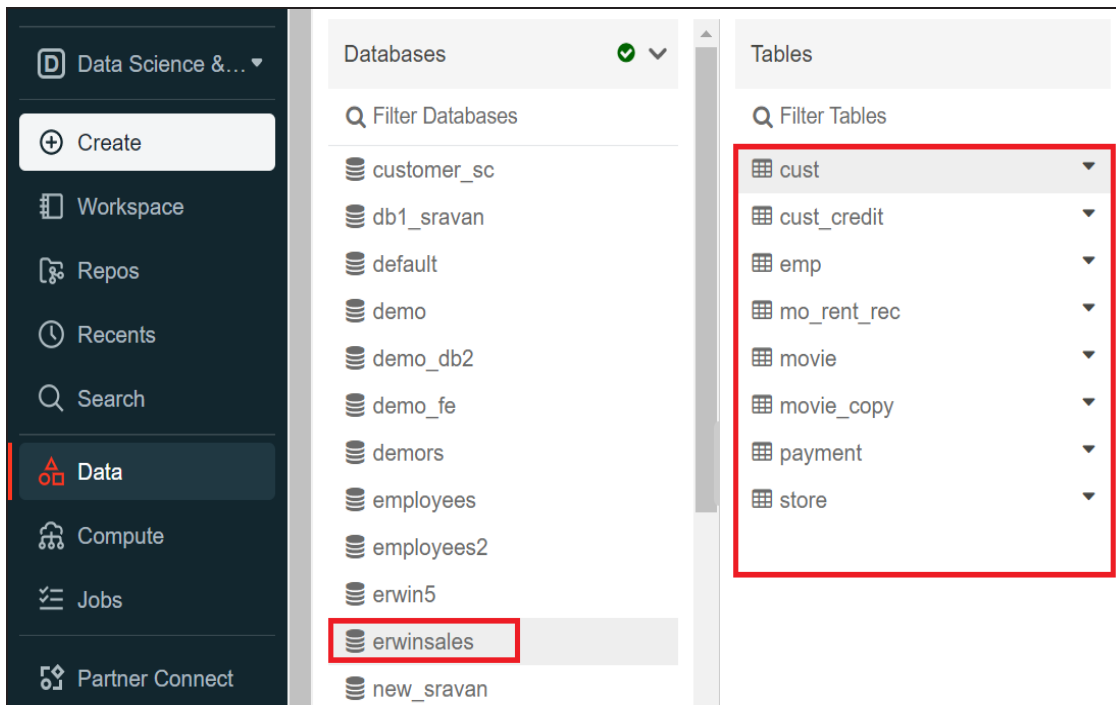 Data Science &...
Create
Workspace
Repos
Recents
Search
Data
Compute
Jobs
Partner Connect
Databases
Filter Databases
customer_sc
db1_sravan
default
demo
demo_db2
demo_fe
demors
employees
employees2
erwin5
erwinsales
new_sravan
Tables
Filter Tables
cust
cust_credit
emp
mo_rent_rec
movie
movie_copy
payment
store